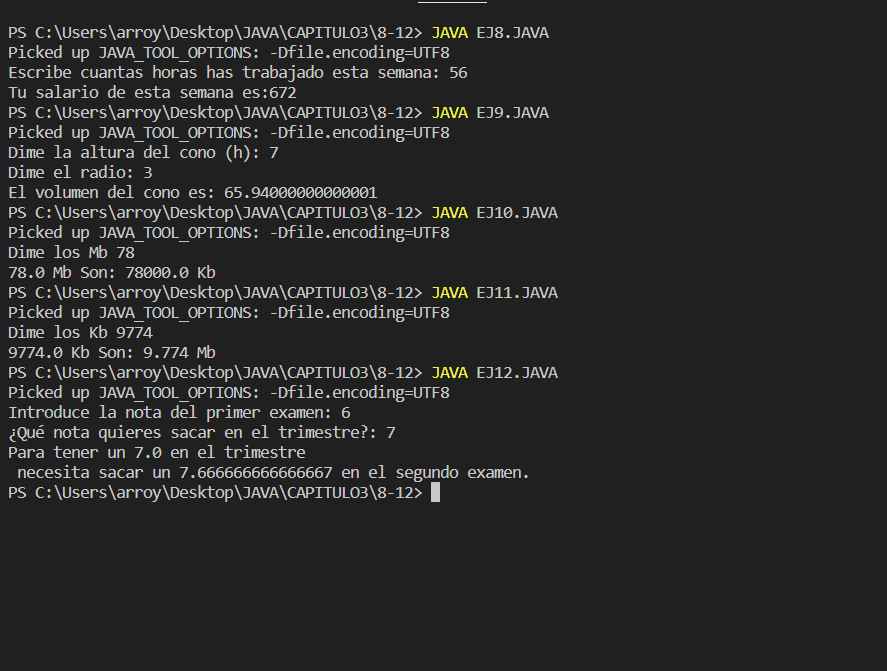 PS C:\Users\arroy\Desktop\JAVA\CAPITULO3\8-12> JAVA EJ8.JAVA
Picked up JAVA_TOOL_OPTIONS: -Dfile.encoding=UTF8
Escribe cuantas horas has trabajado esta semana: 56
Tu salario de esta semana es:672
PS C:\Users\arroy\Desktop\JAVA\CAPITULO3\8-12> JAVA EJ9.JAVA
Picked up JAVA_TOOL_OPTIONS: -Dfile.encoding=UTF8
Dime la altura del cono (h): 7
Dime el radio: 3
El volumen del cono es: 65.94000000000001
PS C:\Users\arroy\Desktop\JAVA\CAPITULO3\8-12> JAVA EJ10.JAVA
Picked up JAVA_TOOL_OPTIONS: -Dfile.encoding=UTF8
Dime los Mb 78
78.0 Mb Son: 78000.0 Kb
PS C:\Users\arroy\Desktop\JAVA\CAPITULO3\8-12> JAVA EJ11.JAVA
Picked up JAVA_TOOL_OPTIONS: -Dfile.encoding=UTF8
Dime los Kb 9774
9774.0 Kb Son: 9.774 Mb
PS C:\Users\arroy\Desktop\JAVA\CAPITULO3\8-12> JAVA EJ12.JAVA
Picked up JAVA_TOOL_OPTIONS: -Dfile.encoding=UTF8
Introduce la nota del primer examen: 6
¿Qué nota quieres sacar en el trimestre?: 7
Para tener un 7.0 en el trimestre
 necesita sacar un 7.666666666666667 en el segundo examen.
PS C:\Users\arroy\Desktop\JAVA\CAPITULO3\8-12>